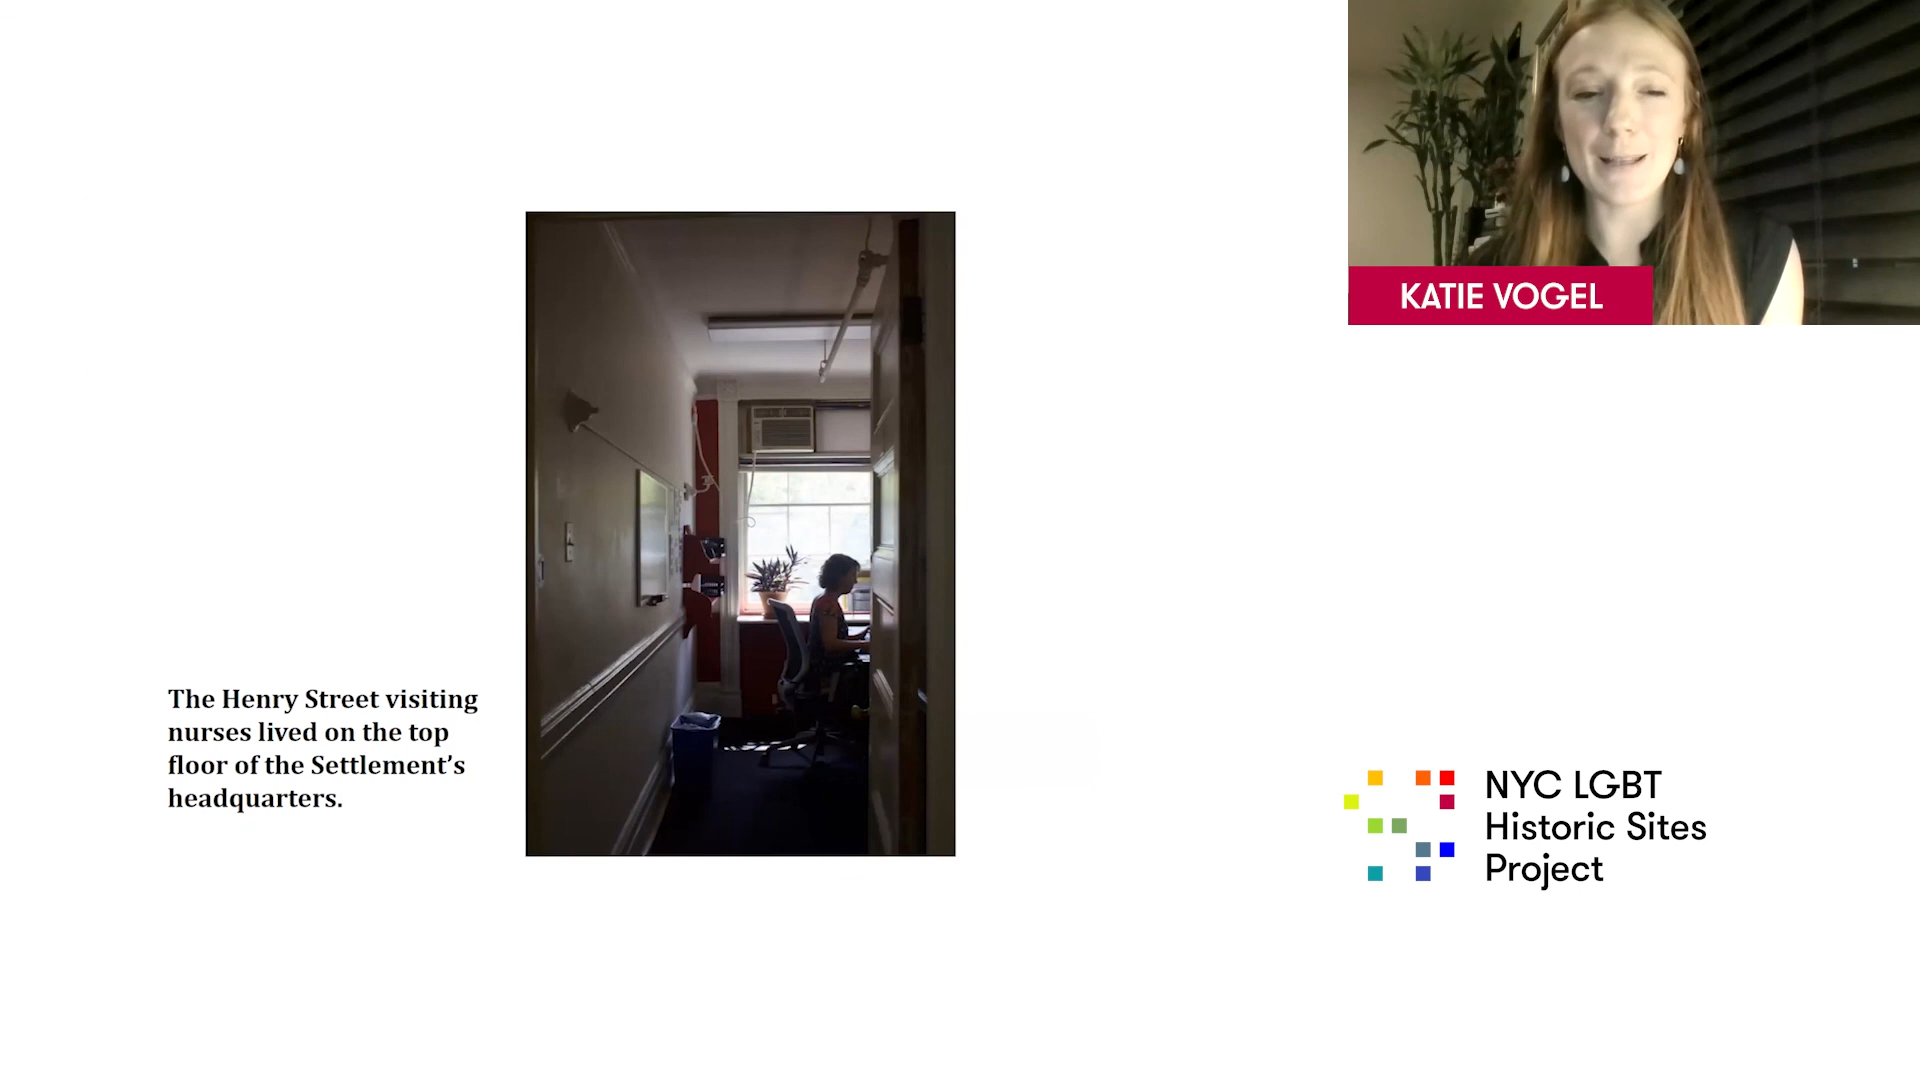 KATIE VOGEL
The Henry Street visiting
nurses lived on the top
floor of the Settlement’s
headquarters.
NYC LGBT
Historic Sites
Project